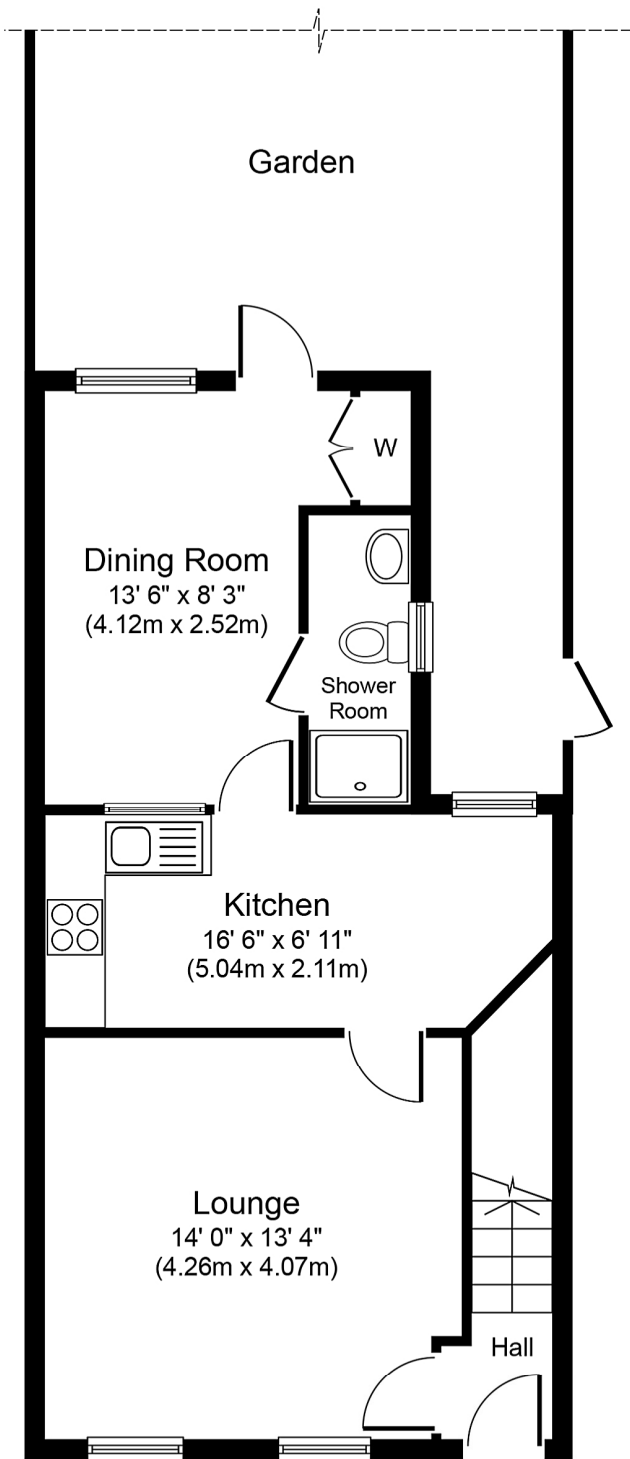 Garden
W
Dining Room
13' 6" x 8' 3"
(4.12m x 2.52m)
Shower
Room
Kitchen
16' 6" x 6' 11"
(5.04m x 2.11m)
Lounge
14' 0" x 13' 4"
(4.26m x 4.07m)
Hall